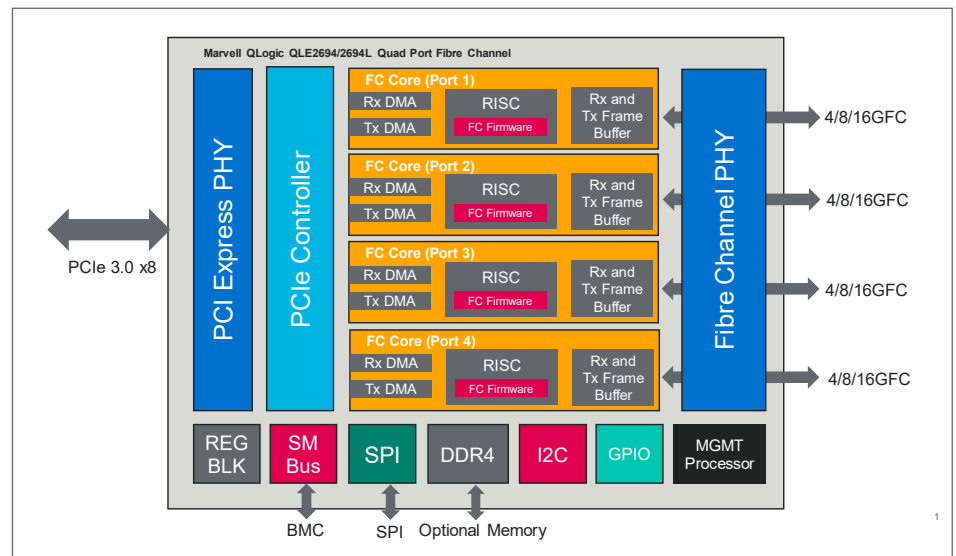 Marvell QLogic QLE2694/2694L Quad Port Fibre Channel
PCIe 3.0 x8
PCI Express PHY
PCIe Controller
FC Core (Port 1)
Rx DMA
Tx DMA
RISC
FC Firmware
Rx and
Tx Frame
Buffer
FC Core (Port 2)
Rx DMA
Tx DMA
RISC
FC Firmware
Rx and
Tx Frame
Buffer
FC Core (Port 3)
Rx DMA
Tx DMA
RISC
FC Firmware
Rx and
Tx Frame
Buffer
FC Core (Port 4)
Rx DMA
Tx DMA
RISC
FC Firmware
Rx and
Tx Frame
Buffer
Fibre Channel PHY
4/8/16GFC
4/8/16GFC
4/8/16GFC
4/8/16GFC
REG
BLK
SM
Bus
SPI
DDR4
I2C
GPIO
MGMT
Processor
BMC
SPI
Optional Memory
1